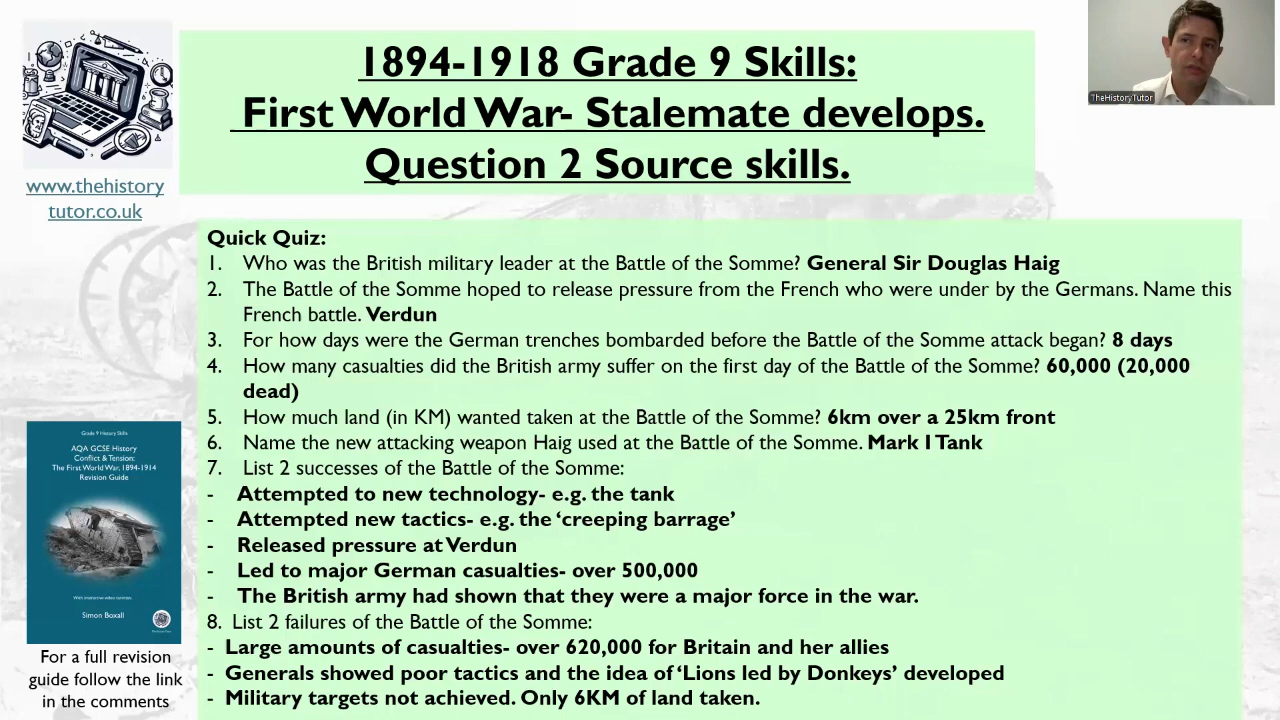 1894-1918 Grade 9 Skills:
First World War- Stalemate develops.
Question 2 Source skills.
TheHistoryTutor
www.thehistory
tutor.co.uk
Quick Quiz:
1. Who was the British military leader at the Battle of the Somme? General Sir Douglas Haig
2. The Battle of the Somme hoped to release pressure from the French who were under by the Germans. Name this
French battle. Verdun
3. For how days were the German trenches bombarded before the Battle of the Somme attack began? 8 days
4. How many casualties did the British army suffer on the first day of the Battle of the Somme? 60,000 (20,000
dead)
5. How much land (in KM) wanted taken at the Battle of the Somme? 6km over a 25km front
6. Name the new attacking weapon Haig used at the Battle of the Somme. Mark I Tank
7. List 2 successes of the Battle of the Somme:
- Attempted to new technology- e.g. the tank
- Attempted new tactics- e.g. the ‘creeping barrage’
- Released pressure at Verdun
- Led to major German casualties- over 500,000
- The British army had shown that they were a major force in the war.
8. List 2 failures of the Battle of the Somme:
- Large amounts of casualties- over 620,000 for Britain and her allies
- Generals showed poor tactics and the idea of ‘Lions led by Donkeys’ developed
- Military targets not achieved. Only 6KM of land taken.
Grade 9 History Skills
AQA GCSE History
Conflict & Tension:
The First World War, 1894-1914
Revision Guide
With interactive video content.
Simon Boxall
For a full revision
guide follow the link
in the comments